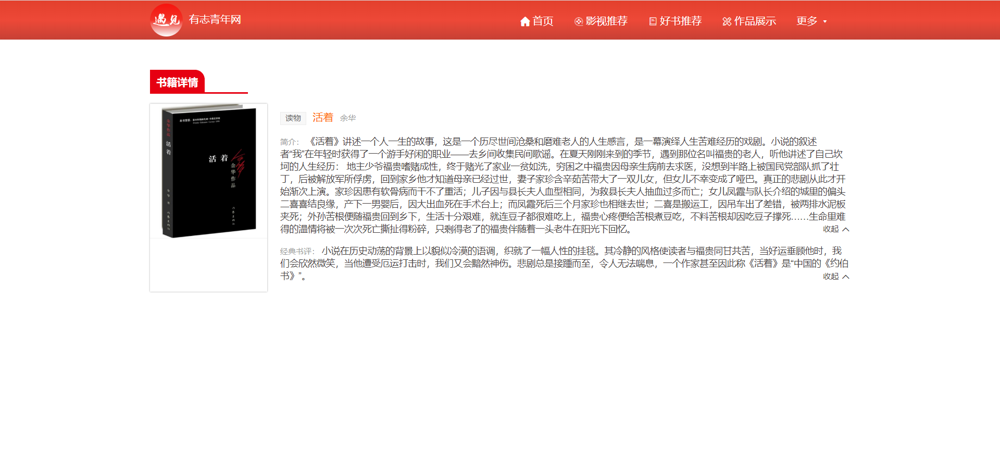 遇见 有志青年网 首页 影视推荐 好书推荐 作品展示 更多
书籍详情
读物 活着 余华
简介： 《活着》讲述一个人一生的故事，这是一个历尽世间沧桑和磨难老人的人生感言，是一幕演绎人生苦难经历的戏剧。小说的叙述
者“我”在年轻时获得了一个游手好闲的职业——去乡间收集民间歌谣。在夏天刚刚来到的季节，遇到那位名叫福贵的老人，听他讲述了自己坎
坷的人生经历： 地主少爷福贵嗜赌成性，终于赌光了家业一贫如洗，穷困之中福贵因母亲生病前去求医，没想到半路上被国民党部队抓了壮
丁，后被解放军所俘虏，回到家乡他才知道母亲已经过世，妻子家珍含辛茹苦带大了一双儿女，但女儿不幸变成了哑巴。真正的悲剧从此才开
始渐次上演。家珍因患有软骨病而干不了重活；儿子因与县长夫人血型相同，为救县长夫人抽血过多而亡；女儿凤霞与队长介绍的城里的偏头
二喜喜结良缘，产下一男婴后，因大出血死在手术台上；而凤霞死后三个月家珍也相继去世；二喜是搬运工，因吊车出了差错，被两排水泥板
夹死；外孙苦根便随福贵回到乡下，生活十分艰难，就连豆子都很难吃上，福贵心疼便给苦根煮豆吃，不料苦根却因吃豆子撑死……生命里难
得的温情将被一次次死亡撕扯得粉碎，只剩得老了的福贵伴随着一头老牛在阳光下回忆。 收起
经典书评： 小说在历史动荡的背景上以貌似冷漠的语调，织就了一幅人性的挂毯。其冷静的风格使读者与福贵同甘共苦，当好运垂顾他时，我
们会欣然微笑，当他遭受厄运打击时，我们又会黯然神伤。悲剧总是接踵而至，令人无法喘息，一个作家甚至因此称《活着》是“中国的《约伯
书》”。 收起
余华作品
活着
余华 著
作家出版社
活着
余华作品
作家出版社